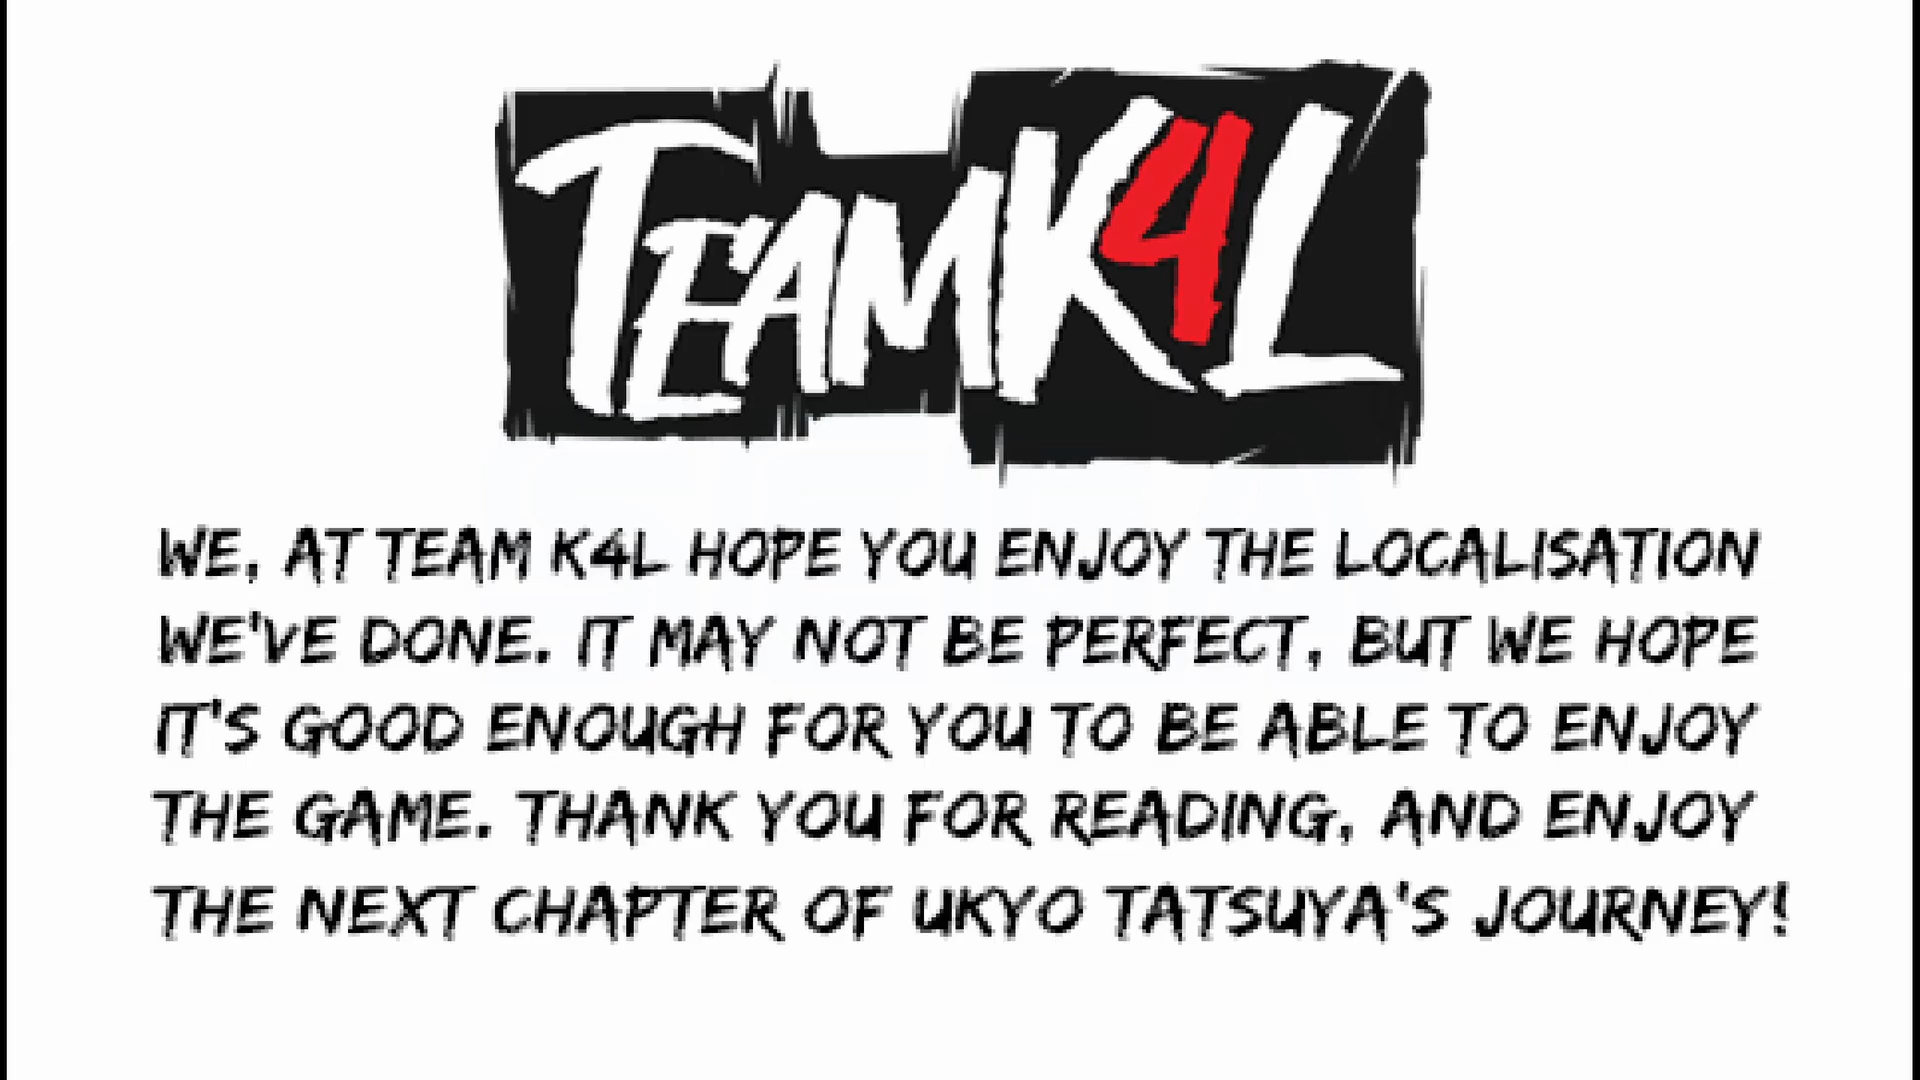 TEAMK4L
WE, AT TEAM K4L HOPE YOU ENJOY THE LOCALISATION
WE'VE DONE. IT MAY NOT BE PERFECT, BUT WE HOPE
IT'S GOOD ENOUGH FOR YOU TO BE ABLE TO ENJOY
THE GAME. THANK YOU FOR READING, AND ENJOY
THE NEXT CHAPTER OF UKYO TATSUYA'S JOURNEY!